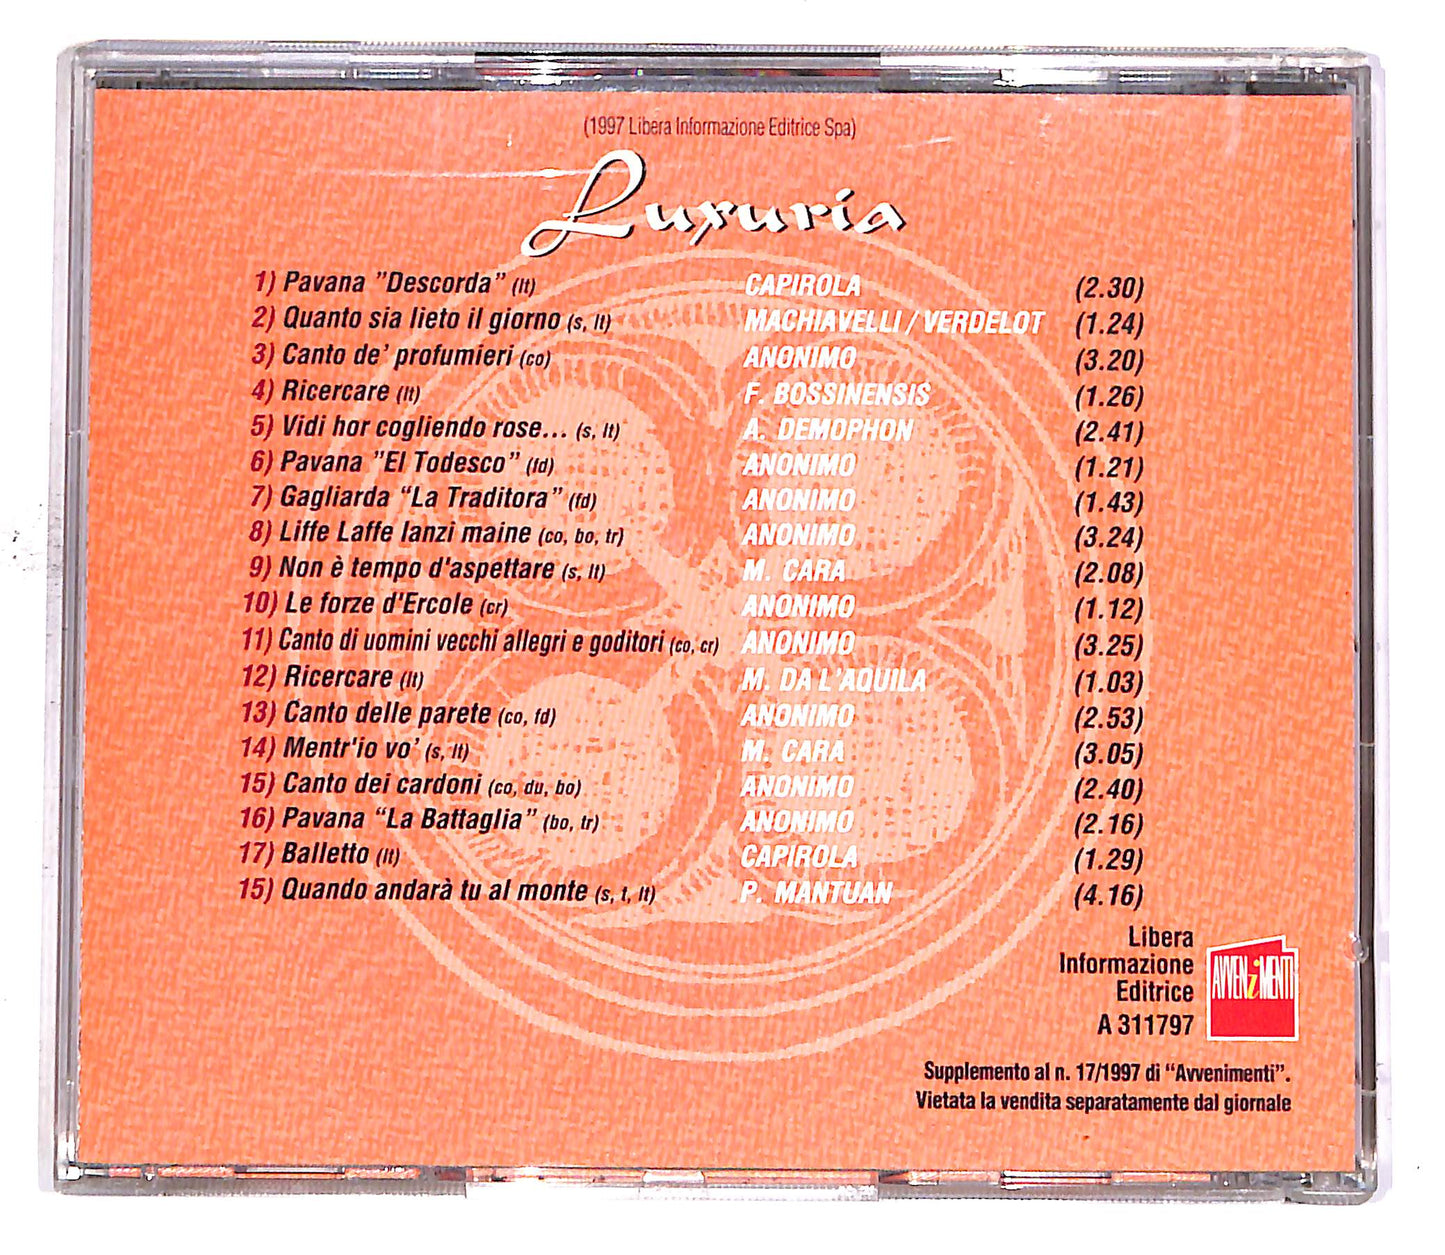 (1997 Libera Informazione Editrice Spa)
Luxuria
1) Pavana "Descorda" (lt) CAPIROLA (2.30)
2) Quanto sia lieto il giorno (s, lt) MACHIAVELLI / VERDELOT (1.24)
3) Canto de' profumieri (co) ANONIMO (3.20)
4) Ricercare (lt) F. BOSSINENSIS (1.26)
5) Vidi hor cogliendo rose... (s, lt) A. DEMOPHON (2.41)
6) Pavana "El Todesco" (fd) ANONIMO (1.21)
7) Gagliarda "La Traditora" (fd) ANONIMO (1.43)
8) Liffe Laffe lanzi maine (co, bo, tr) ANONIMO (3.24)
9) Non è tempo d'aspettare (s, lt) M. CARA (2.08)
10) Le forze d'Ercole (cr) ANONIMO (1.12)
11) Canto di uomini vecchi allegri e goditori (co, cr) ANONIMO (3.25)
12) Ricercare (lt) M. DA L'AQUILA (1.03)
13) Canto delle parete (co, fd) ANONIMO (2.53)
14) Mentr'io vo' (s, lt) M. CARA (3.05)
15) Canto dei cardoni (co, du, bo) ANONIMO (2.40)
16) Pavana "La Battaglia" (bo, tr) ANONIMO (2.16)
17) Balletto (lt) CAPIROLA (1.29)
15) Quando andarà tu al monte (s, t, lt) P. MANTUAN (4.16)
Libera
Informazione
Editrice
A 311797
AVVENiMENTI
Supplemento al n. 17/1997 di "Avvenimenti".
Vietata la vendita separatamente dal giornale